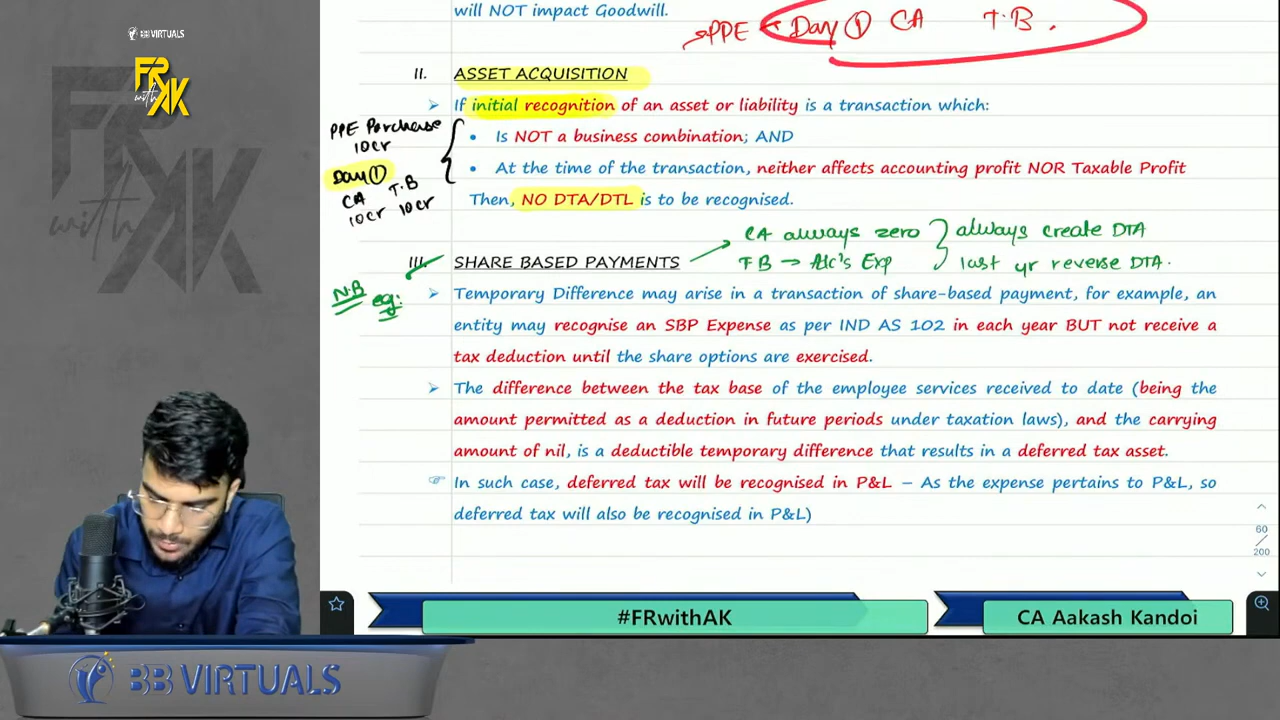 BB VIRTUALS
FR
with
AK
will NOT impact Goodwill.
PPE Day 1 CA T.B.
II. ASSET ACQUISITION
➢ If initial recognition of an asset or liability is a transaction which:
PPE Purchase
10cr
• Is NOT a business combination; AND
• At the time of the transaction, neither affects accounting profit NOR Taxable Profit
Day 1
CA T.B
10cr 10cr
Then, NO DTA/DTL is to be recognised.
CA always zero always create DTA
III. SHARE BASED PAYMENTS
TB → A/c's Exp last yr reverse DTA.
N.B eg:
➢ Temporary Difference may arise in a transaction of share-based payment, for example, an
entity may recognise an SBP Expense as per IND AS 102 in each year BUT not receive a
tax deduction until the share options are exercised.
➢ The difference between the tax base of the employee services received to date (being the
amount permitted as a deduction in future periods under taxation laws), and the carrying
amount of nil, is a deductible temporary difference that results in a deferred tax asset.
☞ In such case, deferred tax will be recognised in P&L – As the expense pertains to P&L, so
deferred tax will also be recognised in P&L)
60
/
200
#FRwithAK
CA Aakash Kandoi
BB VIRTUALS